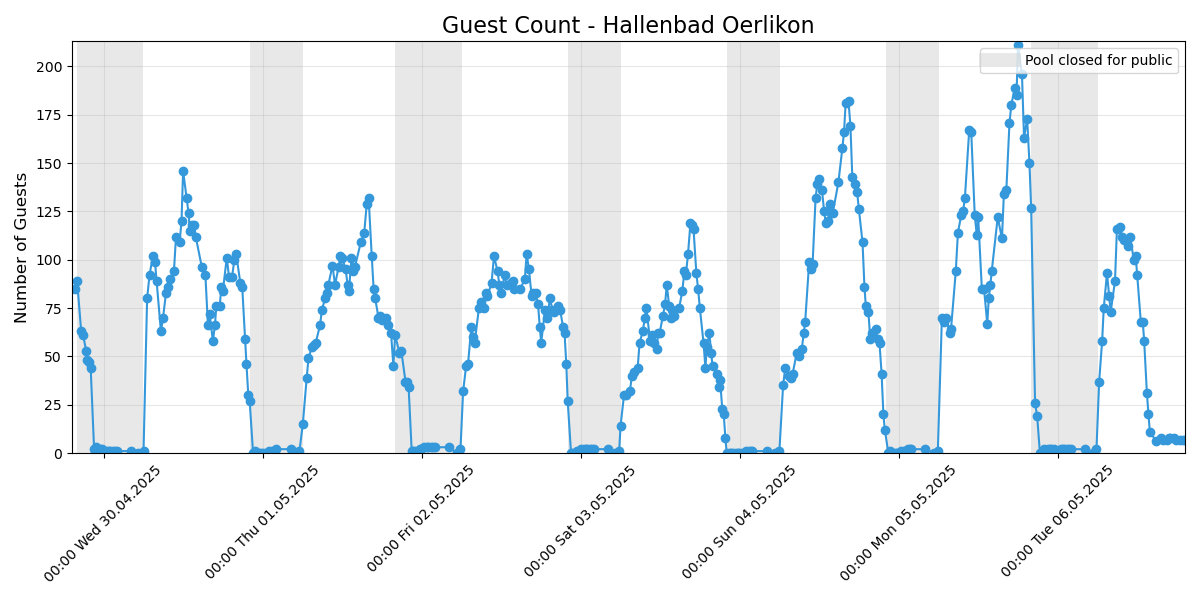 Guest Count - Hallenbad Oerlikon
Pool closed for public
Number of Guests
200
175
150
125
100
75
50
25
0
00:00 Wed 30.04.2025
00:00 Thu 01.05.2025
00:00 Fri 02.05.2025
00:00 Sat 03.05.2025
00:00 Sun 04.05.2025
00:00 Mon 05.05.2025
00:00 Tue 06.05.2025